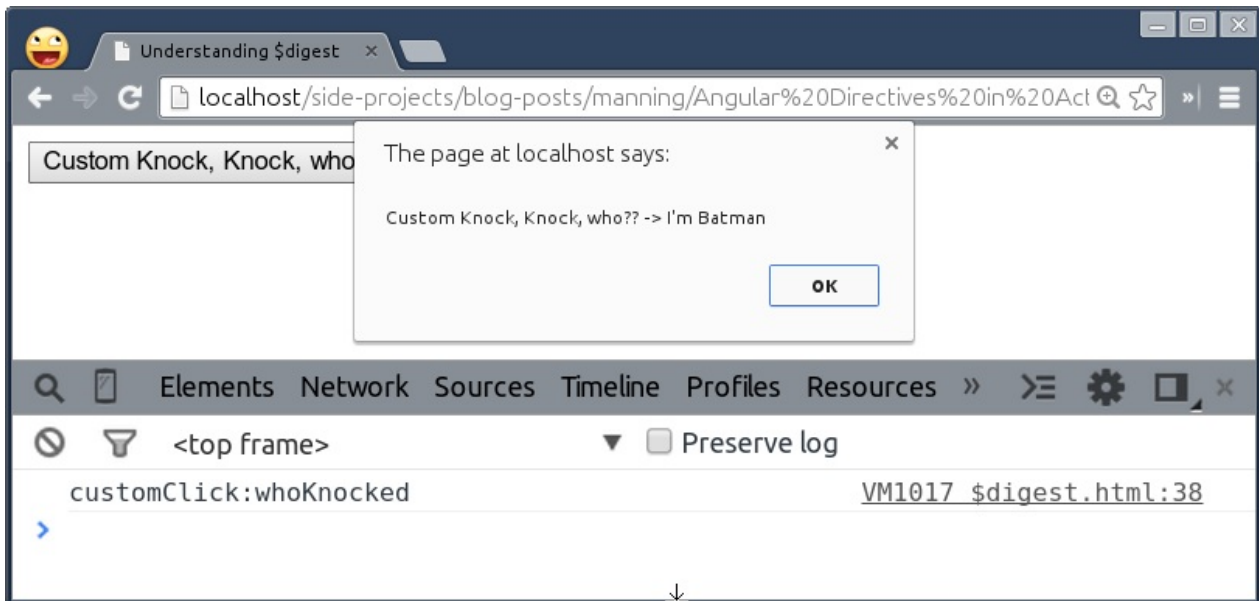 Understanding $digest
localhost/side-projects/blog-posts/manning/Angular%20Directives%20in%20Act
Custom Knock, Knock, who
The page at localhost says:
Custom Knock, Knock, who?? -> I'm Batman
OK
Elements Network Sources Timeline Profiles Resources »
<top frame> ▼ Preserve log
customClick:whoKnocked VM1017 $digest.html:38
>